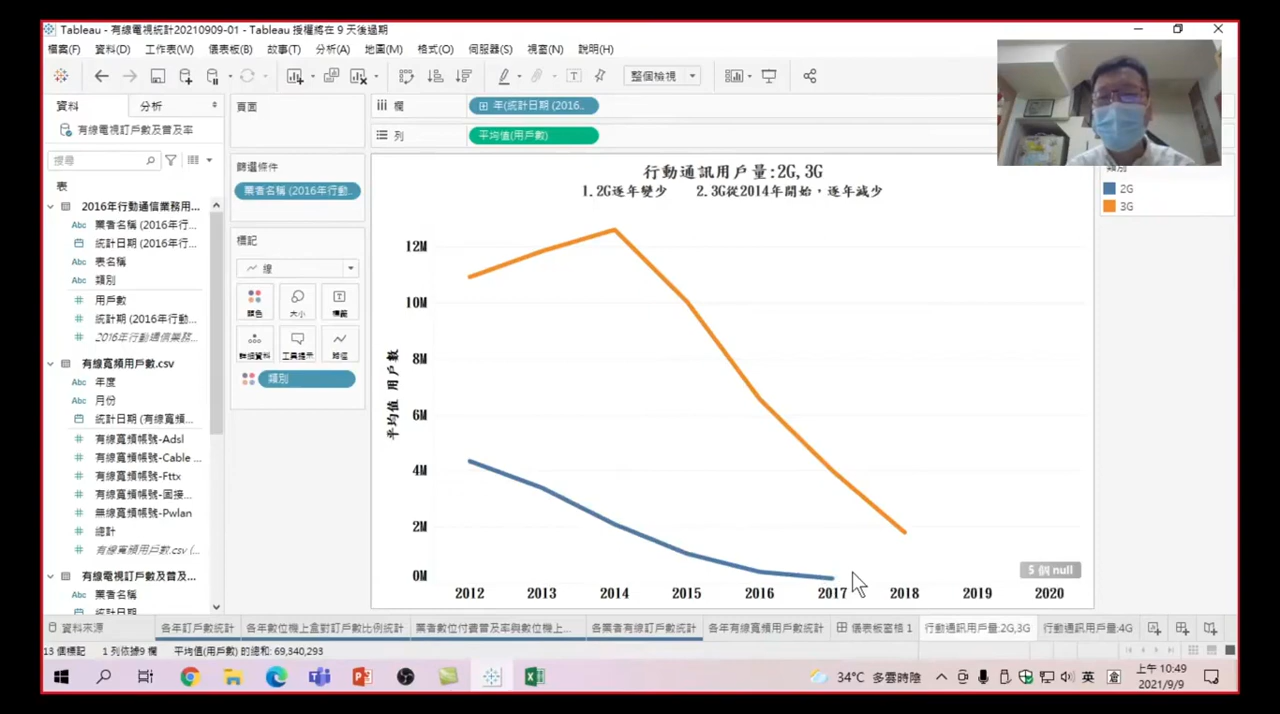 Tableau - 有線電視統計20210909-01 - Tableau 授權將在 9 天後過期
檔案(F) 資料(D) 工作表(W) 儀表板(B) 故事(T) 分析(A) 地圖(M) 格式(O) 伺服器(S) 視窗(N) 說明(H)
整個檢視
資料 分析
有線電視訂戶數及普及率
搜尋
表
2016年行動通信業務用...
Abc 業者名稱 (2016年行...
統計日期 (2016年行...
Abc 表名稱
Abc 類別
# 用戶數
# 統計期 (2016年行動...
# 2016年行動通信業務...
有線寬頻用戶數.csv
Abc 年度
Abc 月份
統計日期 (有線寬頻...
# 有線寬頻帳號-Adsl
# 有線寬頻帳號-Cable ...
# 有線寬頻帳號-Fttx
# 有線寬頻帳號-固接...
# 無線寬頻帳號-Pwlan
# 總計
# 有線寬頻用戶數.csv (...
有線電視訂戶數及普及...
Abc 業者名稱
統計日期
頁面
篩選條件
業者名稱 (2016年行動..
標記
線
顏色 大小 標籤
詳細資料 工具提示 路徑
類別
欄 年(統計日期 (2016..
列 平均值(用戶數)
行動通訊用戶量:2G,3G
1.2G逐年變少 2.3G從2014年開始，逐年減少
平均值 用戶數
12M
10M
8M
6M
4M
2M
0M
2012 2013 2014 2015 2016 2017 2018 2019 2020
5 個 null
類別
2G
3G
資料來源 各年訂戶數統計 各年數位機上盒對訂戶數比例統計 業者數位付費普及率與數位機上... 各業者有線訂戶數統計 各年有線寬頻用戶數統計 儀表板窗格 1 行動通訊用戶量:2G,3G 行動通訊用戶量:4G
13 個標記 1 列依據9 欄 平均值(用戶數) 的總和: 69,340,293
34°C 多雲時陰 英 倉 上午 10:49
2021/9/9